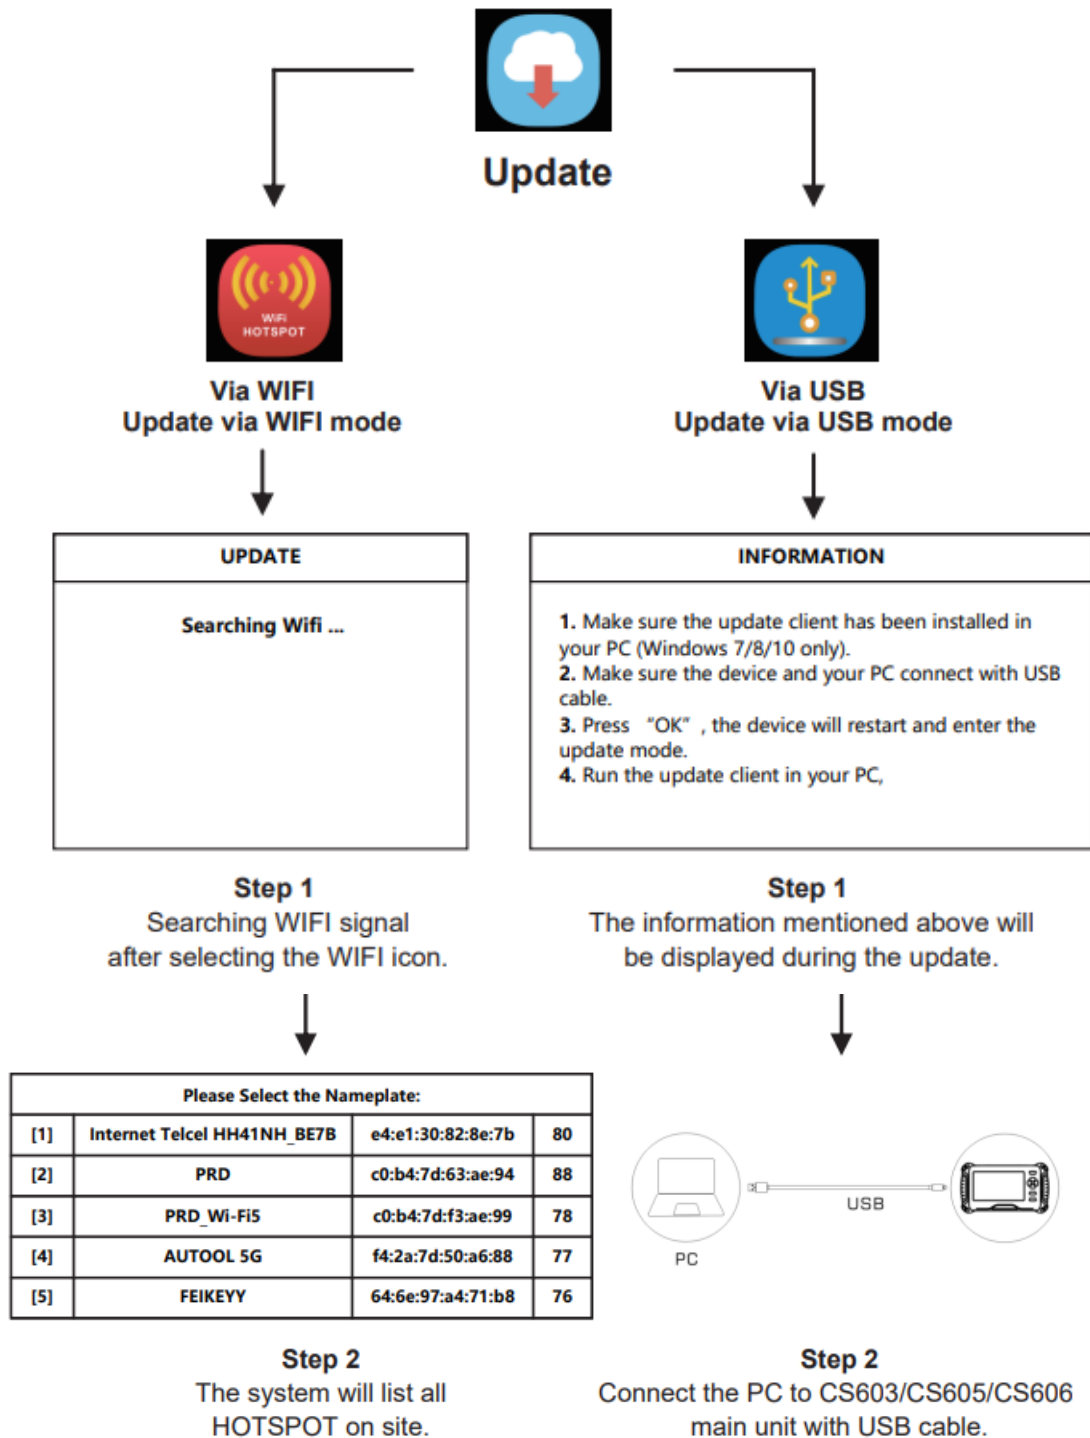 Update
WiFi
HOTSPOT
Via WIFI
Update via WIFI mode
Via USB
Update via USB mode
UPDATE
Searching Wifi ...
INFORMATION
1. Make sure the update client has been installed in
your PC (Windows 7/8/10 only).
2. Make sure the device and your PC connect with USB
cable.
3. Press “OK” , the device will restart and enter the
update mode.
4. Run the update client in your PC,
Step 1
Searching WIFI signal
after selecting the WIFI icon.
Step 1
The information mentioned above will
be displayed during the update.
Please Select the Nameplate:
[1] Internet Telcel HH41NH_BE7B e4:e1:30:82:8e:7b 80
[2] PRD c0:b4:7d:63:ae:94 88
[3] PRD_Wi-Fi5 c0:b4:7d:f3:ae:99 78
[4] AUTOOL 5G f4:2a:7d:50:a6:88 77
[5] FEIKEYY 64:6e:97:a4:71:b8 76
USB
PC
Step 2
The system will list all
HOTSPOT on site.
Step 2
Connect the PC to CS603/CS605/CS606
main unit with USB cable.